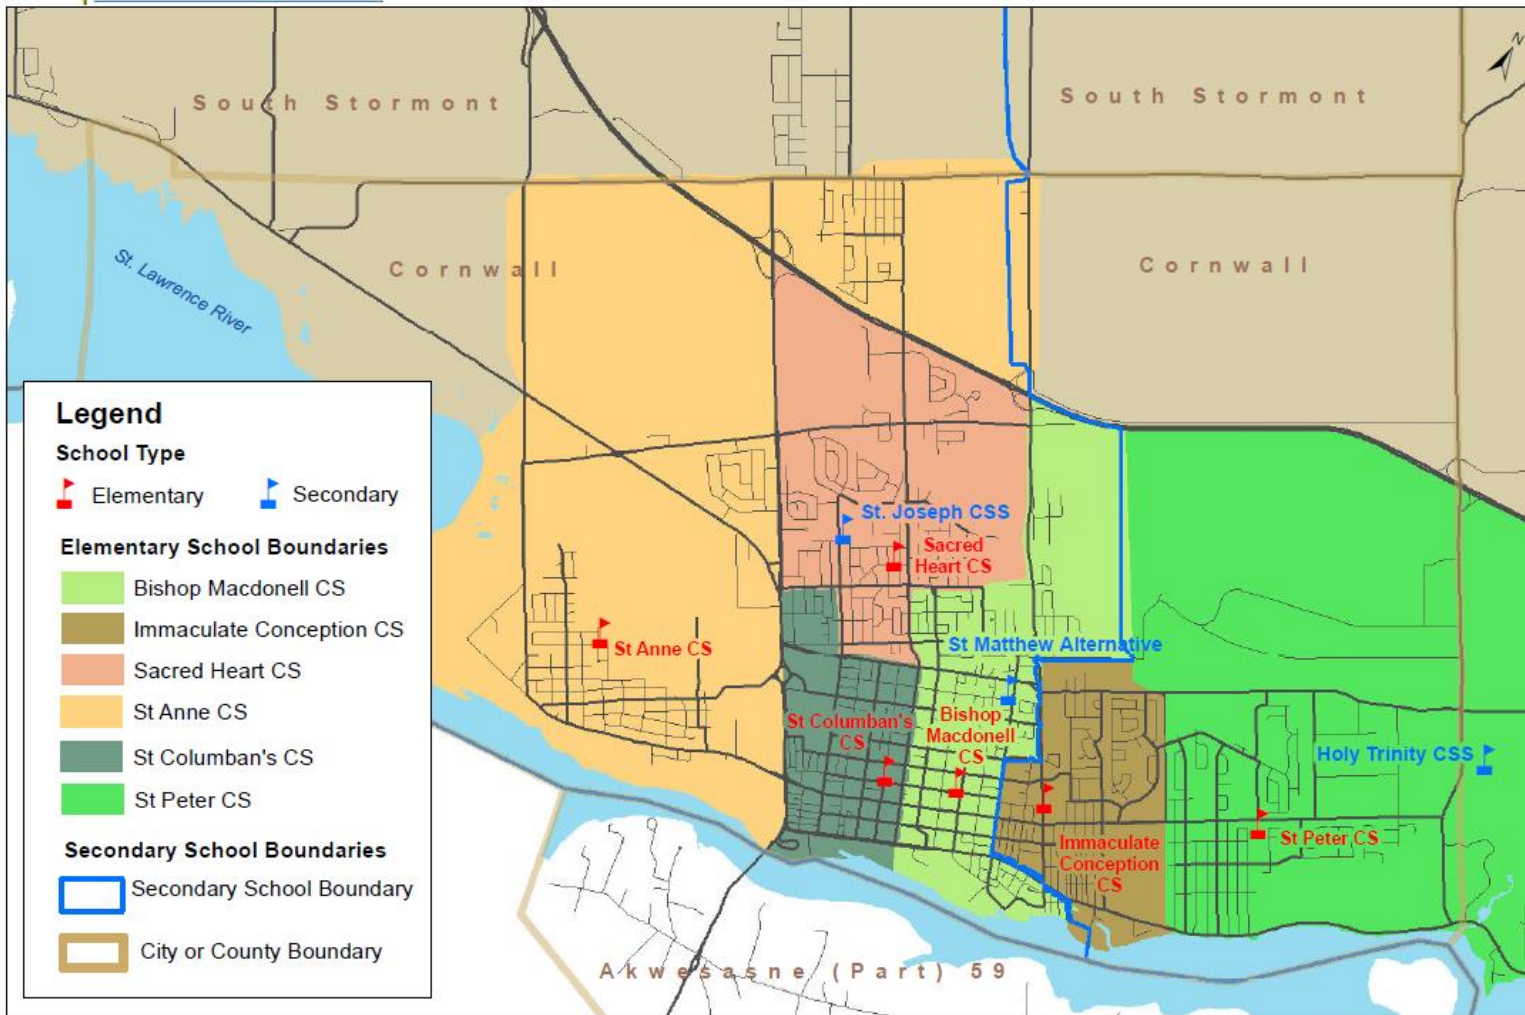 South Stormont
South Stormont
N
St. Lawrence River
Cornwall
Cornwall
Legend
School Type
Elementary
Secondary
Elementary School Boundaries
Bishop Macdonell CS
Immaculate Conception CS
Sacred Heart CS
St Anne CS
St Columban's CS
St Peter CS
Secondary School Boundaries
Secondary School Boundary
City or County Boundary
St. Joseph CSS
Sacred
Heart CS
St Anne CS
St Matthew Alternative
St Columban's
CS
Bishop
Macdonell
CS
Holy Trinity CSS
St Peter CS
Immaculate
Conception
CS
Akwesasne (Part) 59